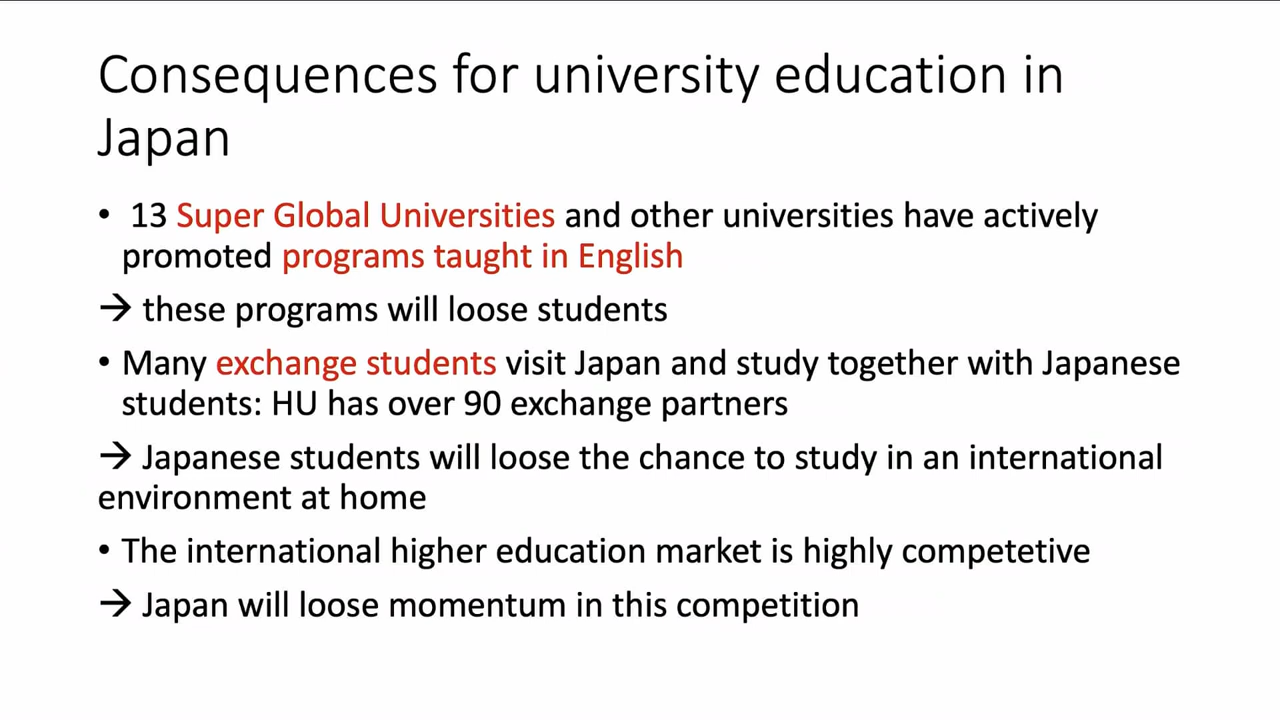 Consequences for university education in
Japan
• 13 Super Global Universities and other universities have actively
promoted programs taught in English
→ these programs will loose students
• Many exchange students visit Japan and study together with Japanese
students: HU has over 90 exchange partners
→ Japanese students will loose the chance to study in an international
environment at home
• The international higher education market is highly competetive
→ Japan will loose momentum in this competition